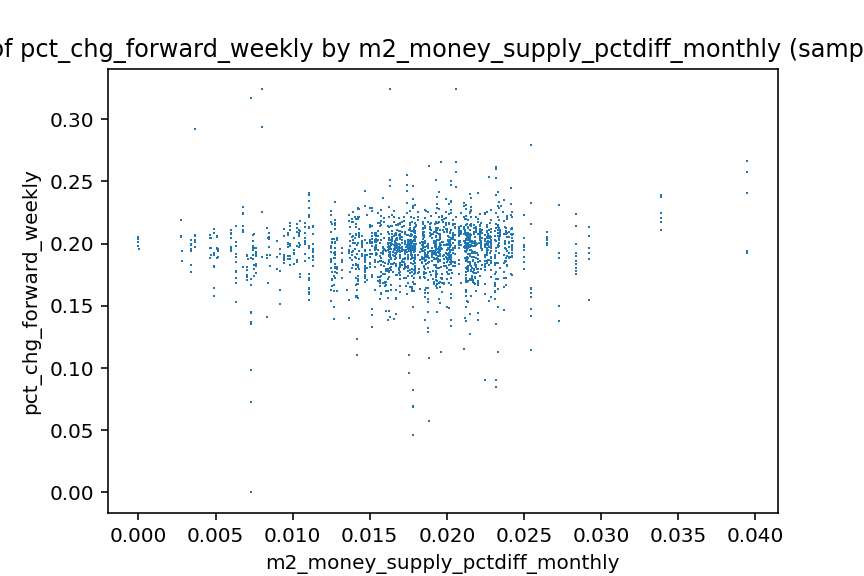 of pct_chg_forward_weekly by m2_money_supply_pctdiff_monthly (samp
0.30
0.25
0.20
0.15
0.10
0.05
0.00
pct_chg_forward_weekly
0.000 0.005 0.010 0.015 0.020 0.025 0.030 0.035 0.040
m2_money_supply_pctdiff_monthly